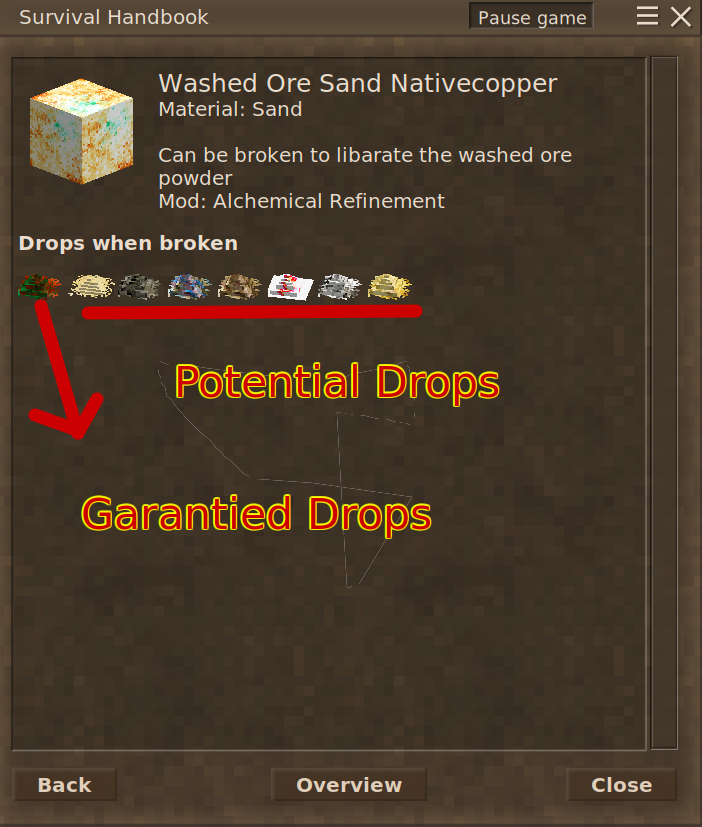 Survival Handbook
Pause game
Washed Ore Sand Nativecopper
Material: Sand
Can be broken to libarate the washed ore
powder
Mod: Alchemical Refinement
Drops when broken
Potential Drops
Garantied Drops
Back
Overview
Close